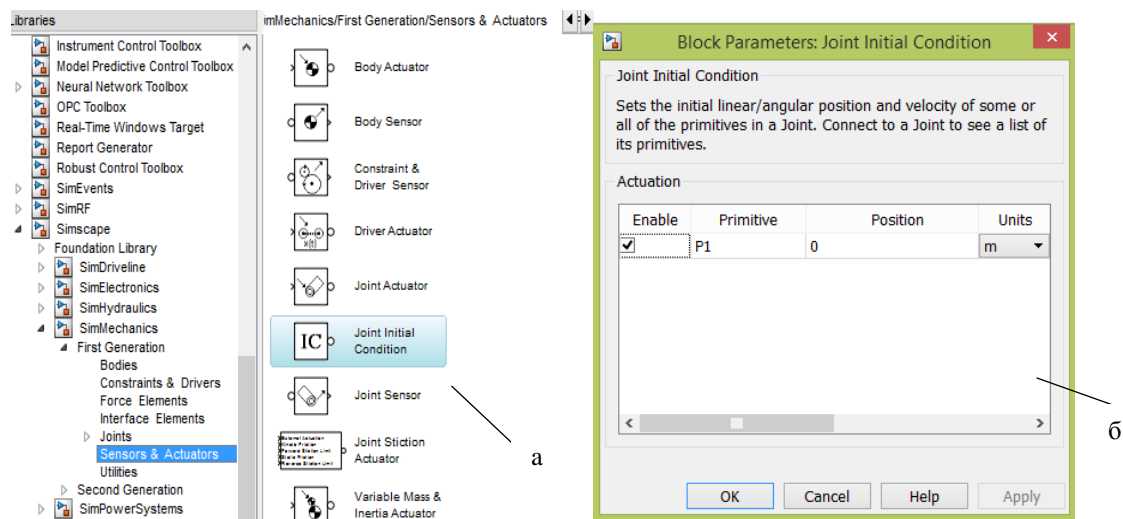 Libraries
imMechanics/First Generation/Sensors & Actuators
Instrument Control Toolbox
Model Predictive Control Toolbox
Neural Network Toolbox
OPC Toolbox
Real-Time Windows Target
Report Generator
Robust Control Toolbox
SimEvents
SimRF
Simscape
Foundation Library
SimDriveline
SimElectronics
SimHydraulics
SimMechanics
First Generation
Bodies
Constraints & Drivers
Force Elements
Interface Elements
Joints
Sensors & Actuators
Utilities
Second Generation
SimPowerSystems
Body Actuator
Body Sensor
Constraint &
Driver Sensor
x(t)
Driver Actuator
Joint Actuator
IC
Joint Initial
Condition
Joint Sensor
Joint Stiction
Actuator
Variable Mass &
Inertia Actuator
а
Block Parameters: Joint Initial Condition
Joint Initial Condition
Sets the initial linear/angular position and velocity of some or
all of the primitives in a Joint. Connect to a Joint to see a list of
its primitives.
Actuation
Enable Primitive Position Units
P1 0 m
OK Cancel Help Apply
б